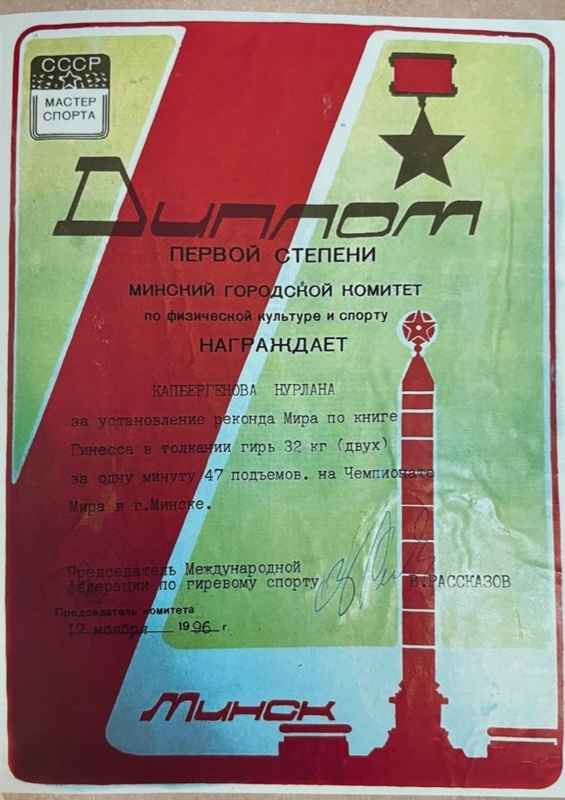 СССР
МАСТЕР
СПОРТА
Диплом
ПЕРВОЙ СТЕПЕНИ
МИНСКИЙ ГОРОДСКОЙ КОМИТЕТ
по физической культуре и спорту
НАГРАЖДАЕТ
КАПБЕРГЕНОВА НУРЛАНА
за установление реконда Мира по книге
Гинесса в толкании гирь 32 кг (двух)
за одну минуту 47 подъемов. на Чемпионате
Мира в г.Минске.
Председатель Международной
федерации по гиревому спорту В.РАССКАЗОВ
Председатель комитета
17 ноября 1996 г.
Минск